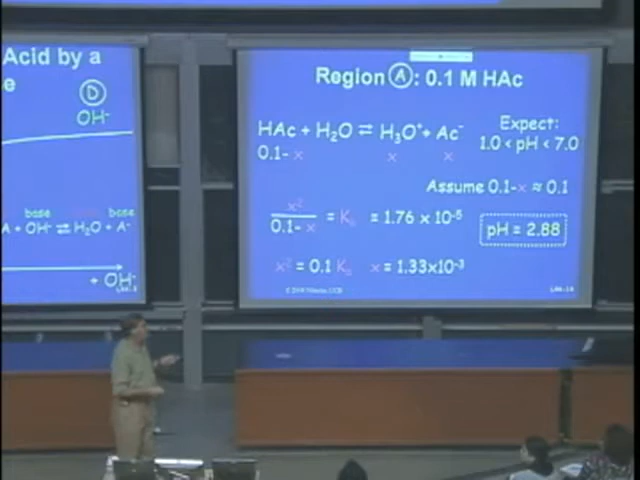 Acid by a
e
D
OH-
base base
A + OH- ⇌ H2O + A-
+ OH-
Region A: 0.1 M HAc
HAc + H2O ⇌ H3O+ + Ac-
0.1- x x x
Expect:
1.0 < pH < 7.0
Assume 0.1-x ≈ 0.1
x²/0.1-x = Ka = 1.76 x 10-5
pH = 2.88
x² = 0.1 Ka x = 1.33x10-3